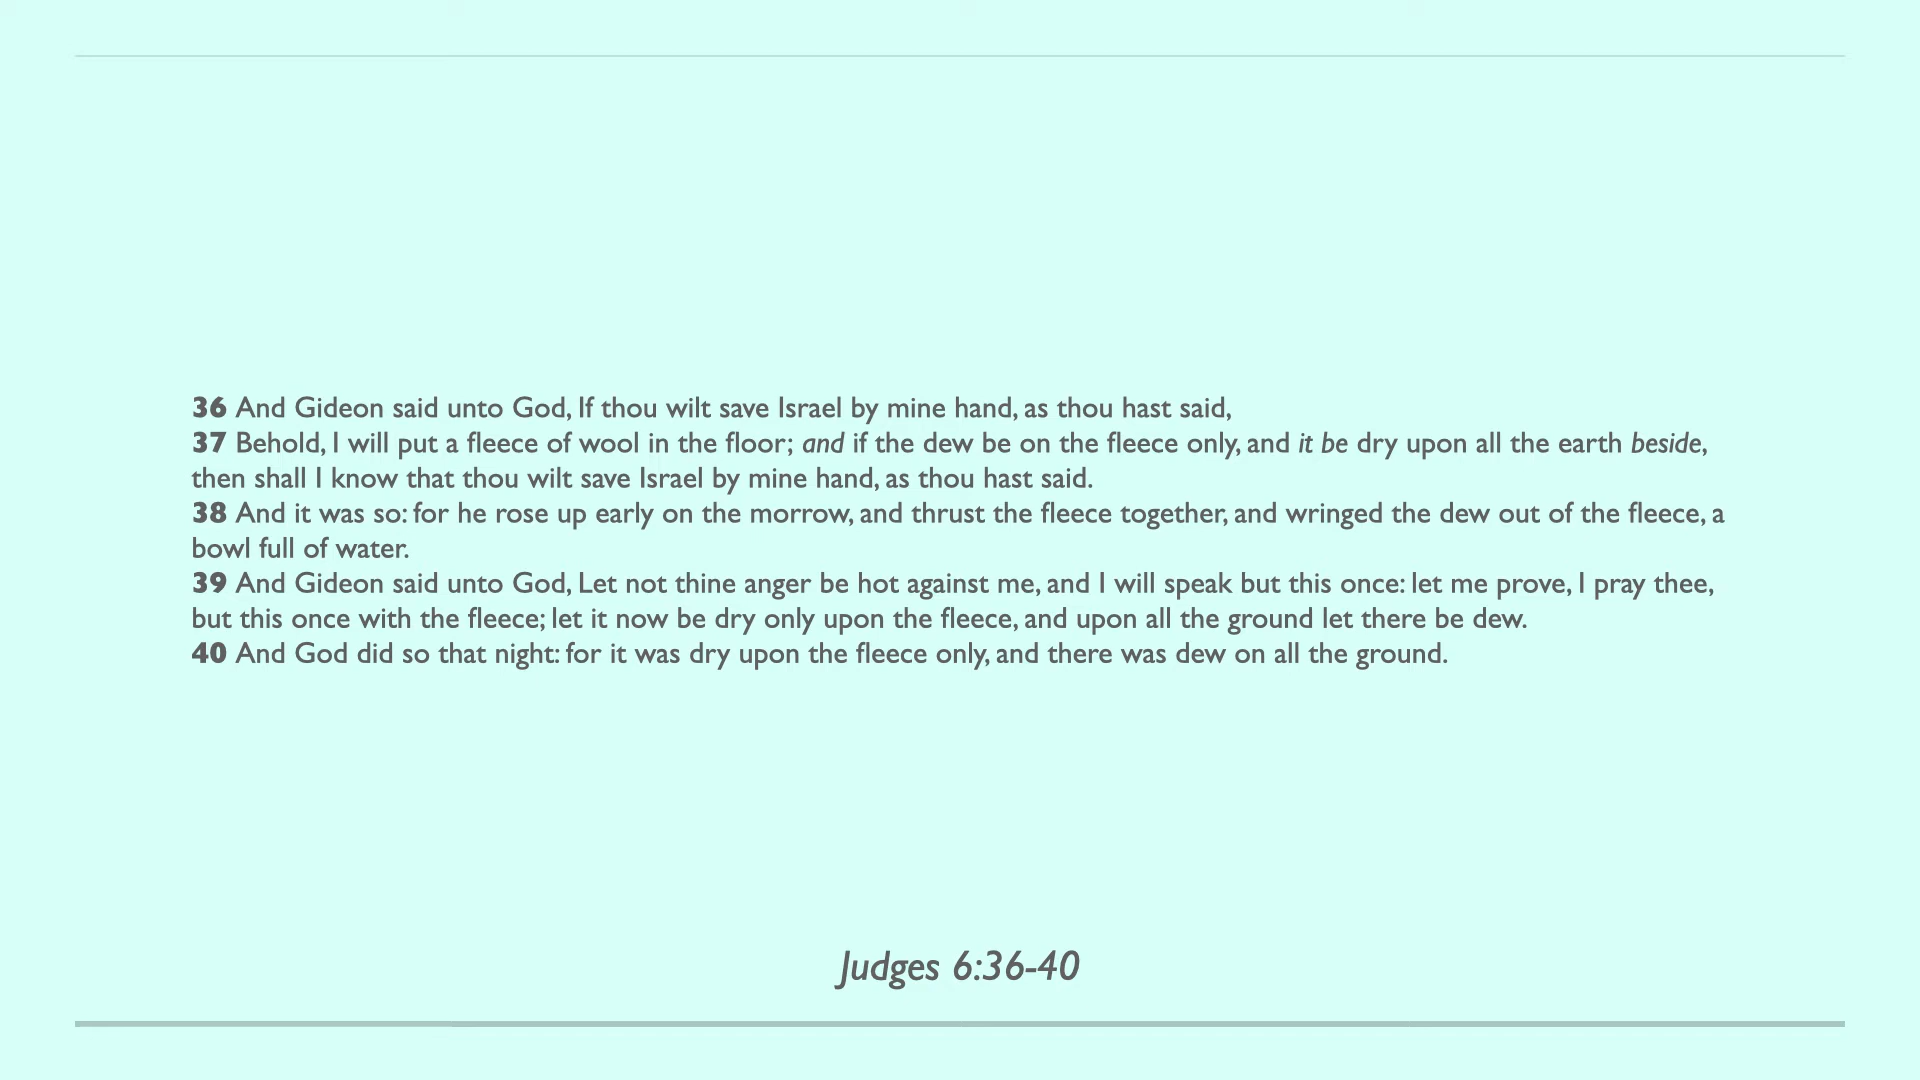 36 And Gideon said unto God, If thou wilt save Israel by mine hand, as thou hast said,
37 Behold, I will put a fleece of wool in the floor; and if the dew be on the fleece only, and it be dry upon all the earth beside,
then shall I know that thou wilt save Israel by mine hand, as thou hast said.
38 And it was so: for he rose up early on the morrow, and thrust the fleece together, and wringed the dew out of the fleece, a
bowl full of water.
39 And Gideon said unto God, Let not thine anger be hot against me, and I will speak but this once: let me prove, I pray thee,
but this once with the fleece; let it now be dry only upon the fleece, and upon all the ground let there be dew.
40 And God did so that night: for it was dry upon the fleece only, and there was dew on all the ground.
Judges 6:36-40